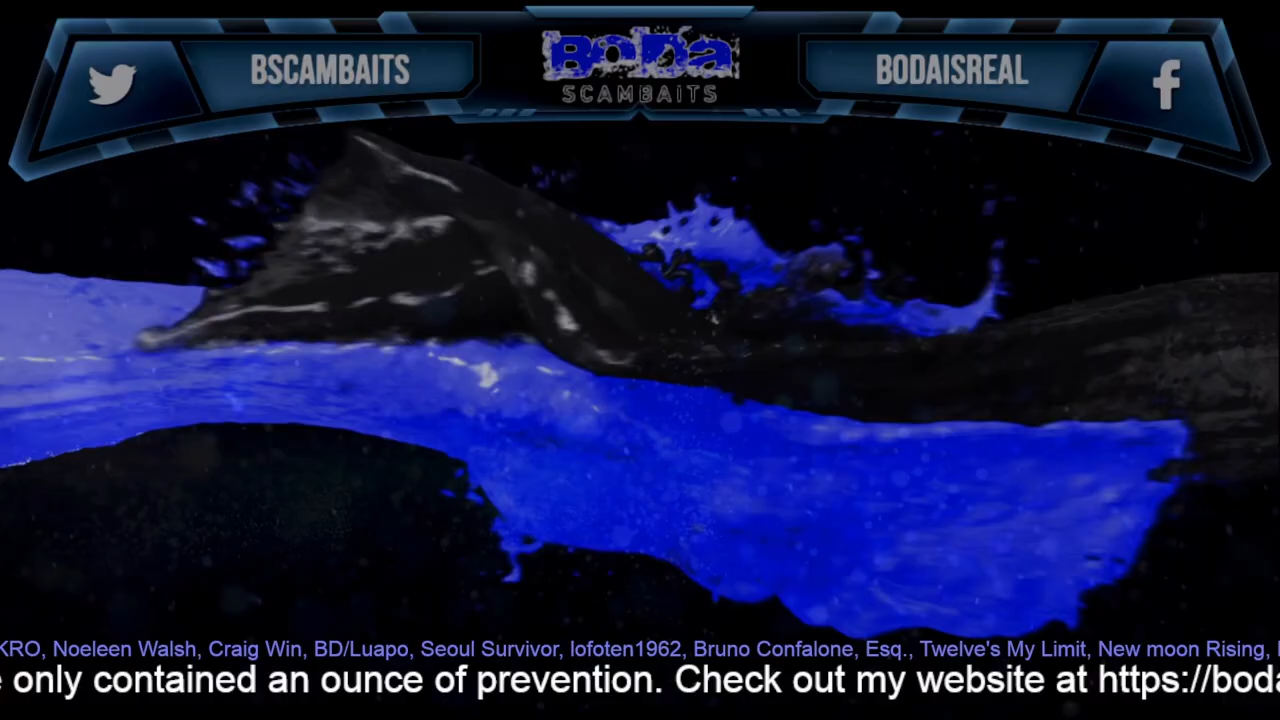 BSCAMBAITS
BoDa
SCAMBAITS
BODAISREAL
KRO, Noeleen Walsh, Craig Win, BD/Luapo, Seoul Survivor, lofoten1962, Bruno Confalone, Esq., Twelve's My Limit, New moon Rising,
only contained an ounce of prevention. Check out my website at https://boda